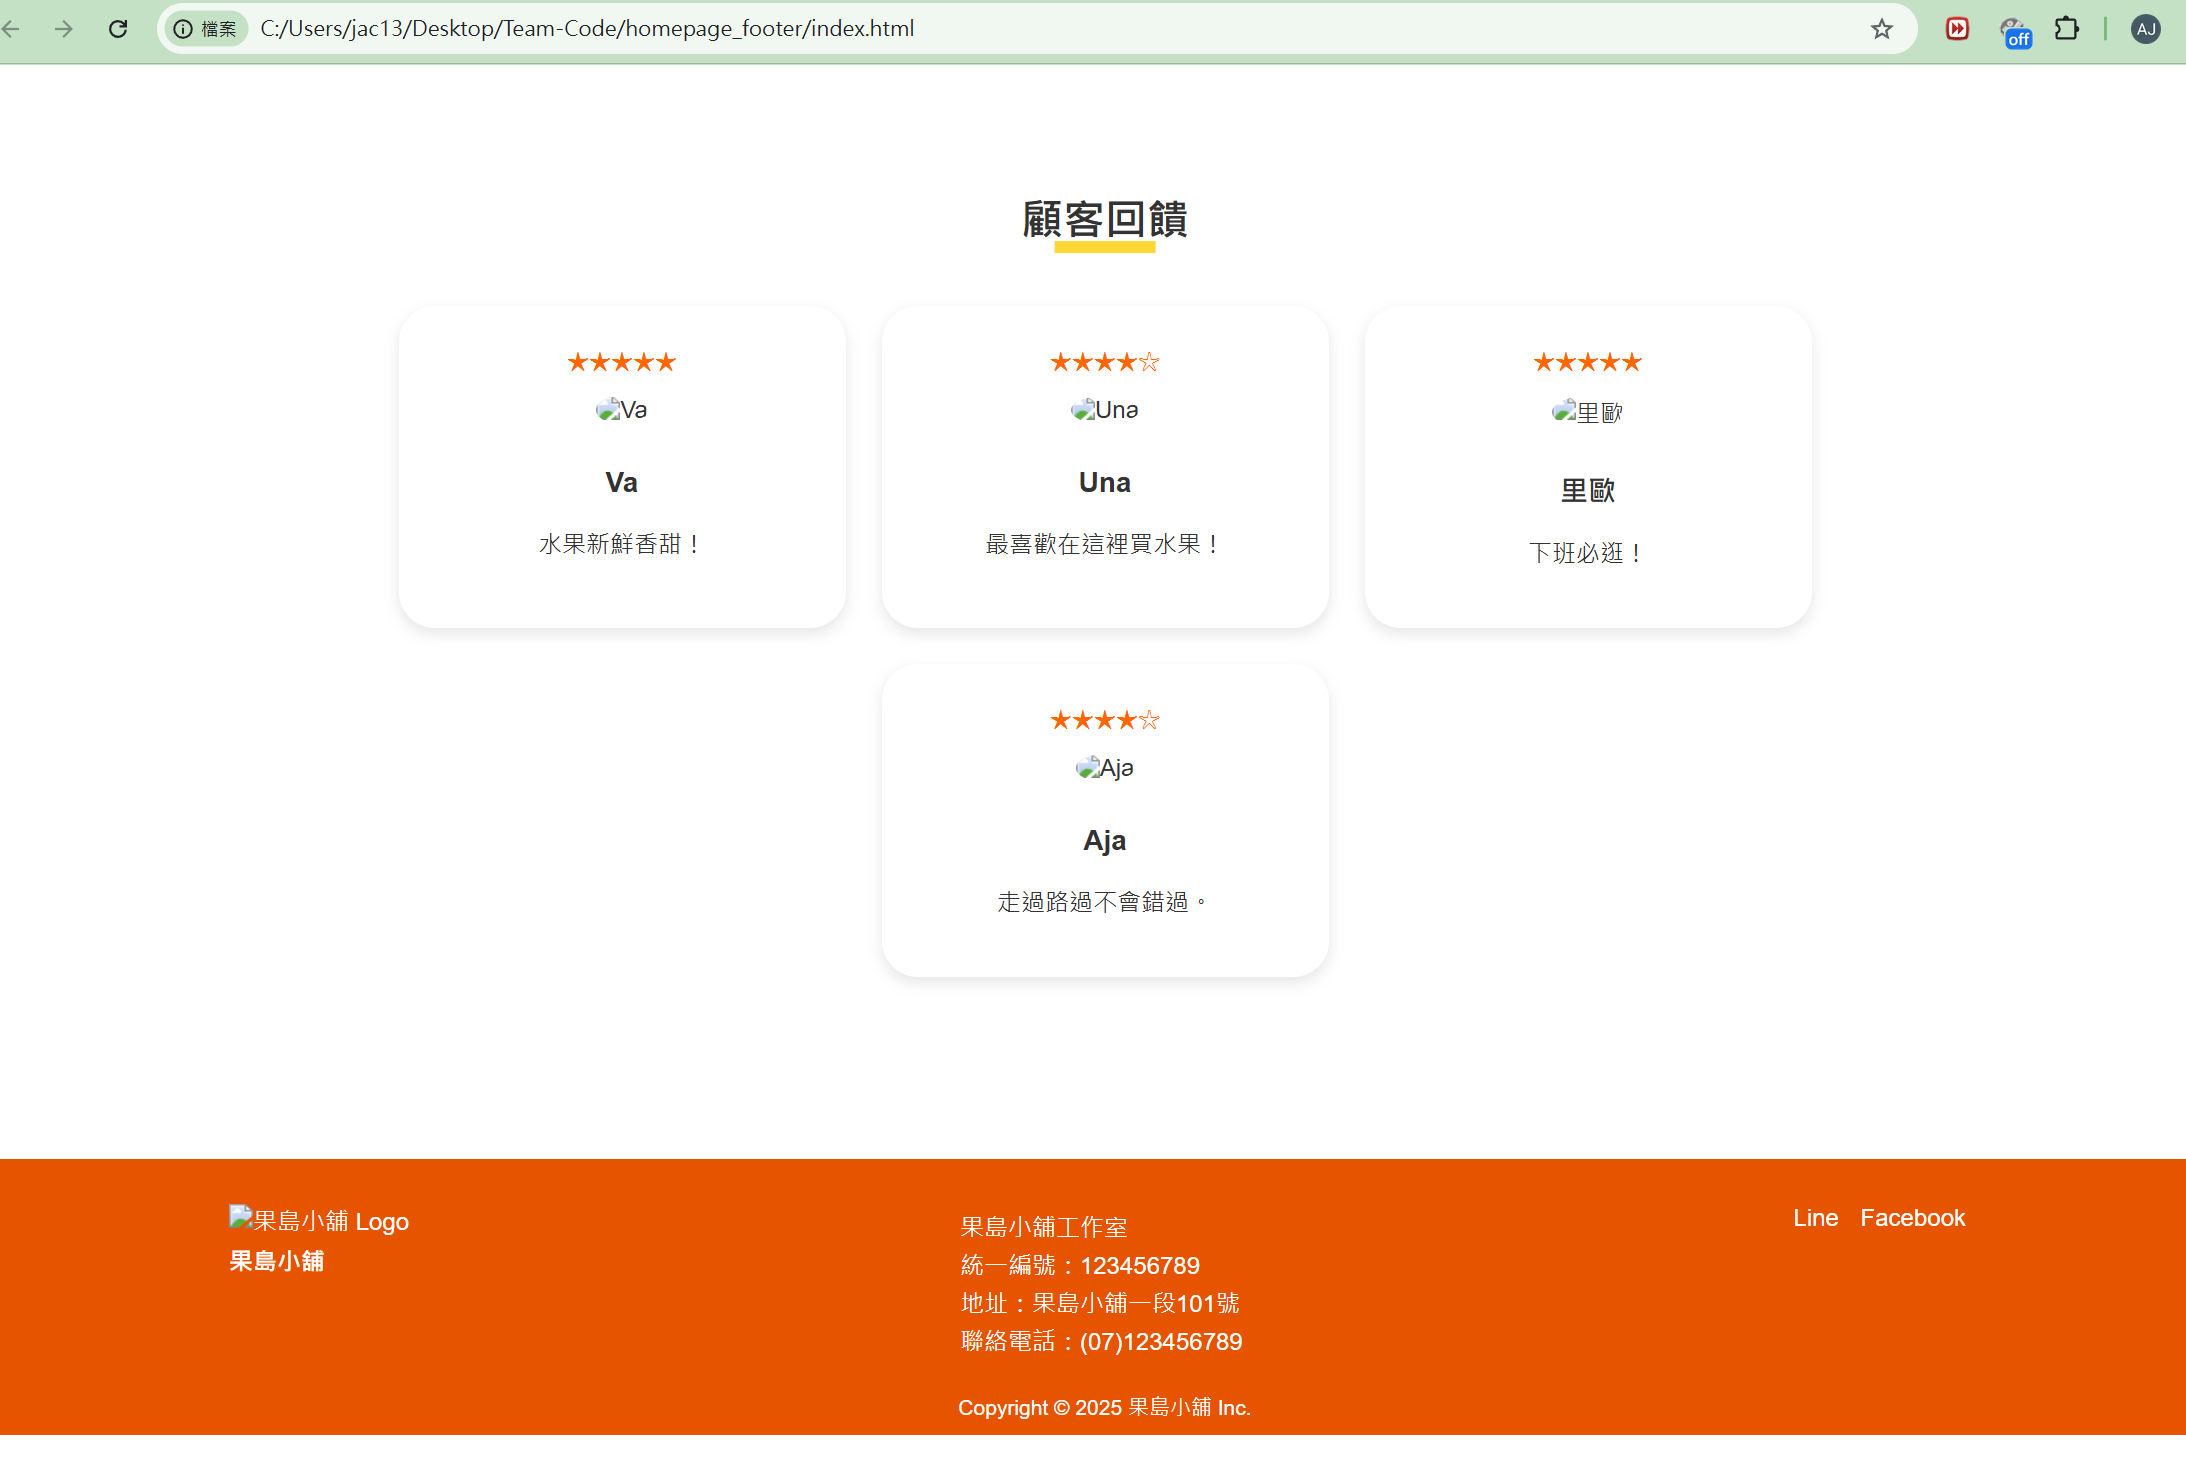 檔案 C:/Users/jac13/Desktop/Team-Code/homepage_footer/index.html
off
AJ
顧客回饋
★★★★★
Va
Va
水果新鮮香甜！
★★★★☆
Una
Una
最喜歡在這裡買水果！
★★★★★
里歐
里歐
下班必逛！
★★★★☆
Aja
Aja
走過路過不會錯過。
果島小舖 Logo
果島小舖
果島小舖工作室
統一編號：123456789
地址：果島小舖一段101號
聯絡電話：(07)123456789
Line Facebook
Copyright © 2025 果島小舖 Inc.